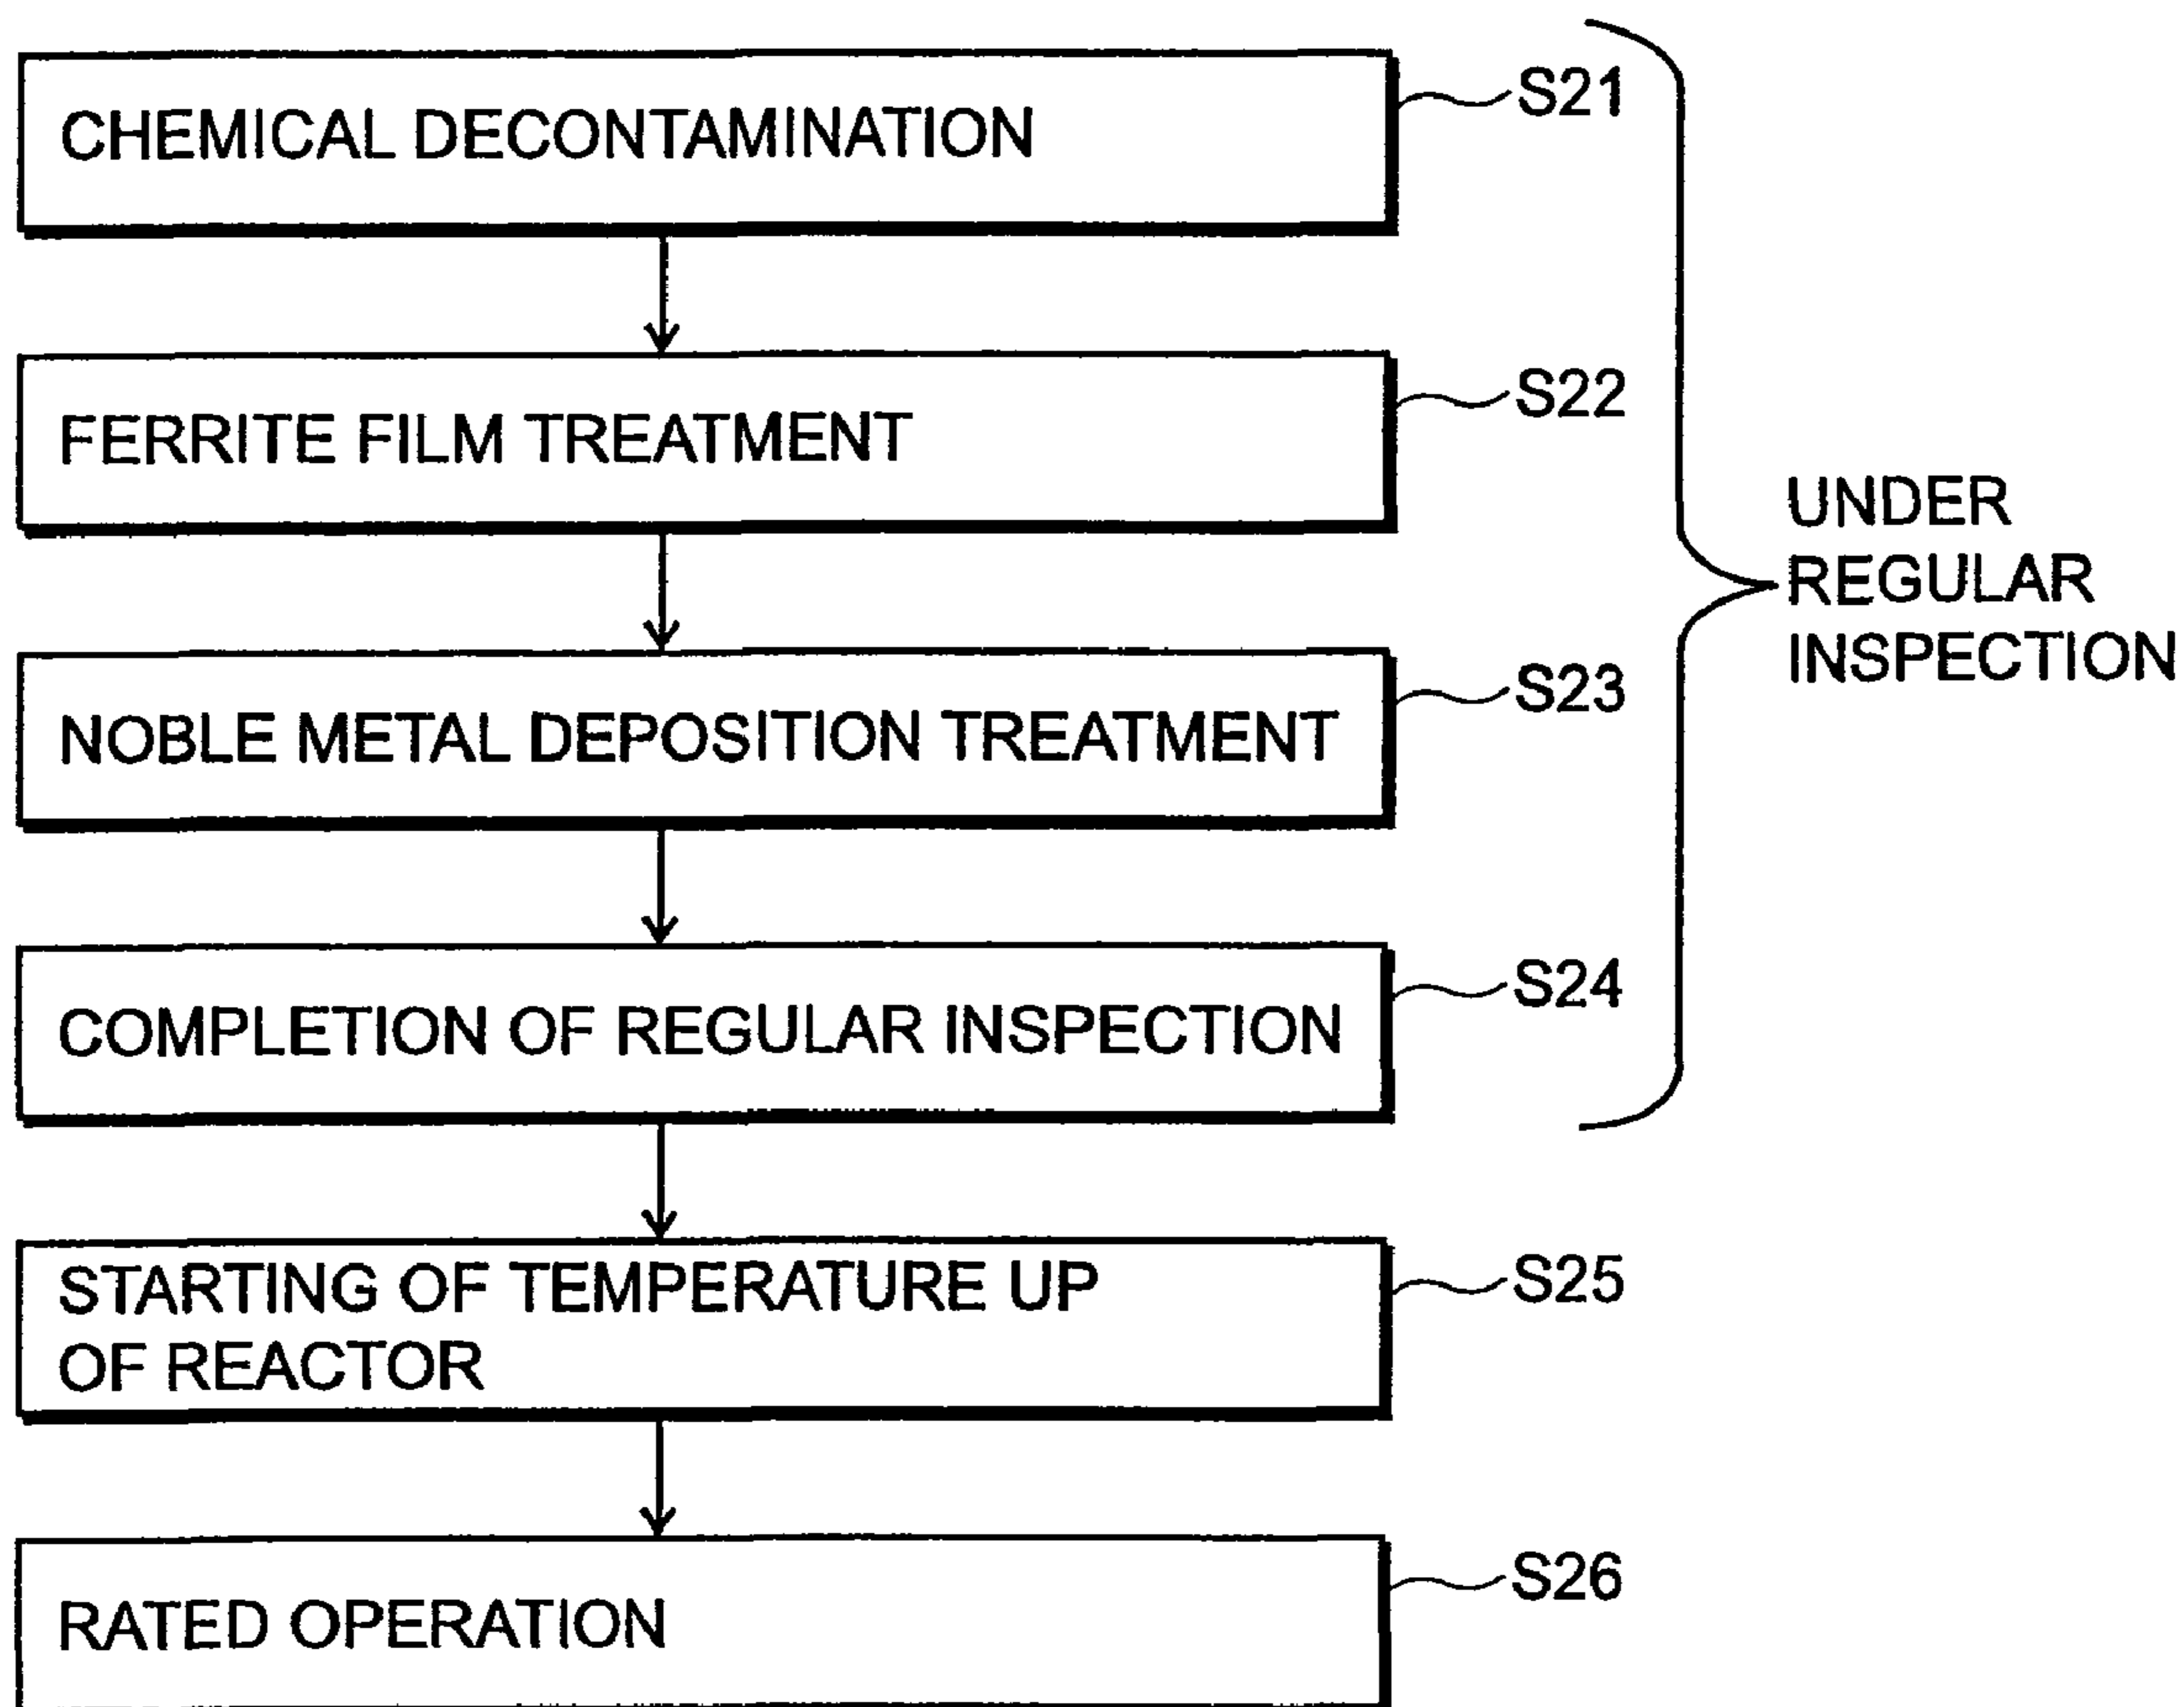 CHEMICAL DECONTAMINATION
S21
FERRITE FILM TREATMENT
S22
NOBLE METAL DEPOSITION TREATMENT
S23
COMPLETION OF REGULAR INSPECTION
S24
STARTING OF TEMPERATURE UP
OF REACTOR
S25
RATED OPERATION
S26
UNDER
REGULAR
INSPECTION